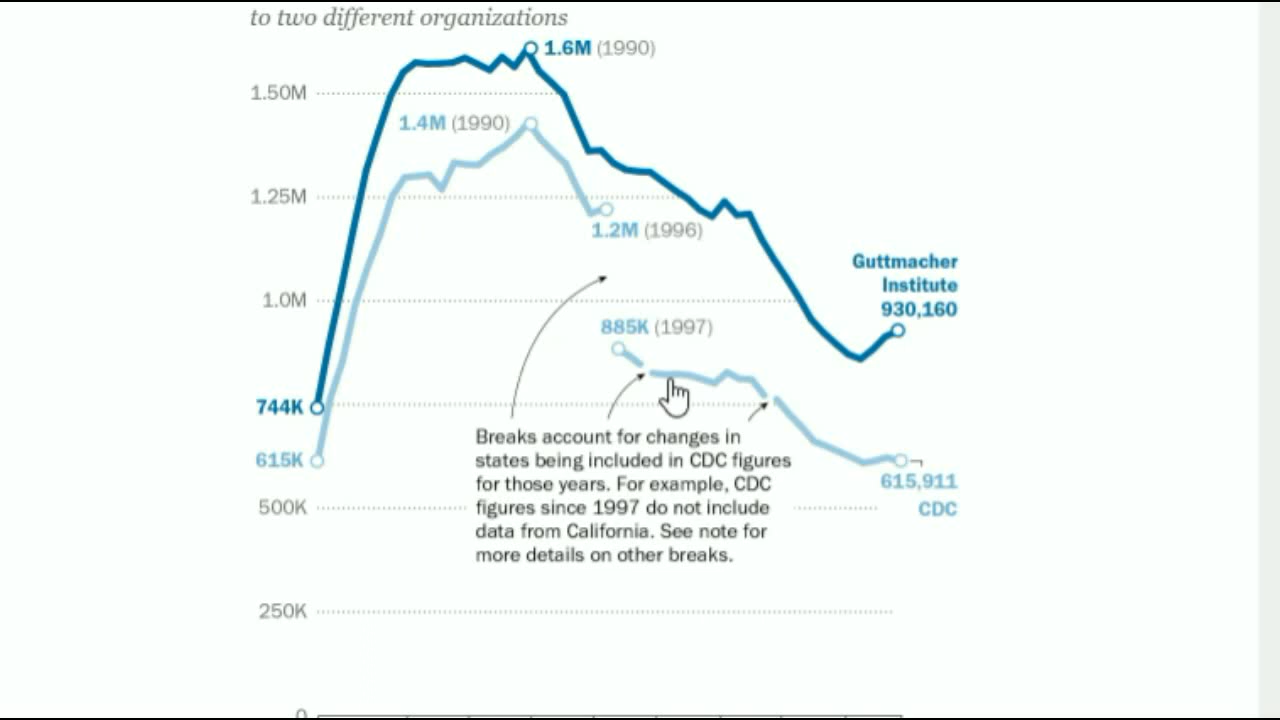 to two different organizations
1.6M (1990)
1.50M
1.4M (1990)
1.25M
1.2M (1996)
Guttmacher
Institute
930,160
1.0M
885K (1997)
744K
Breaks account for changes in
states being included in CDC figures
for those years. For example, CDC
figures since 1997 do not include
data from California. See note for
more details on other breaks.
615K
615,911
CDC
500K
250K
0